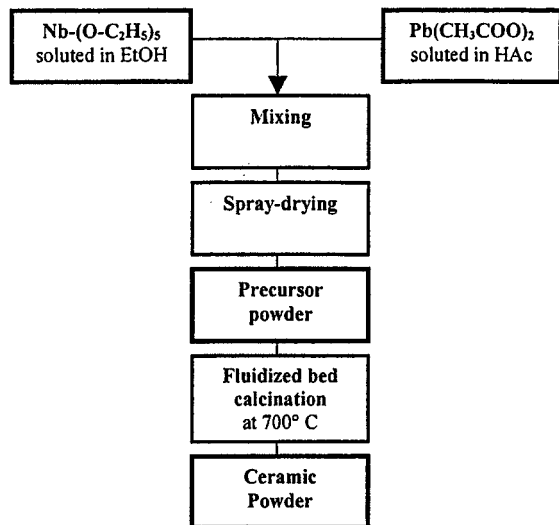 Nb-(O-C₂H₅)₅
soluted in EtOH
Pb(CH₃COO)₂
soluted in HAc
Mixing
Spray-drying
Precursor
powder
Fluidized bed
calcination
at 700° C
Ceramic
Powder